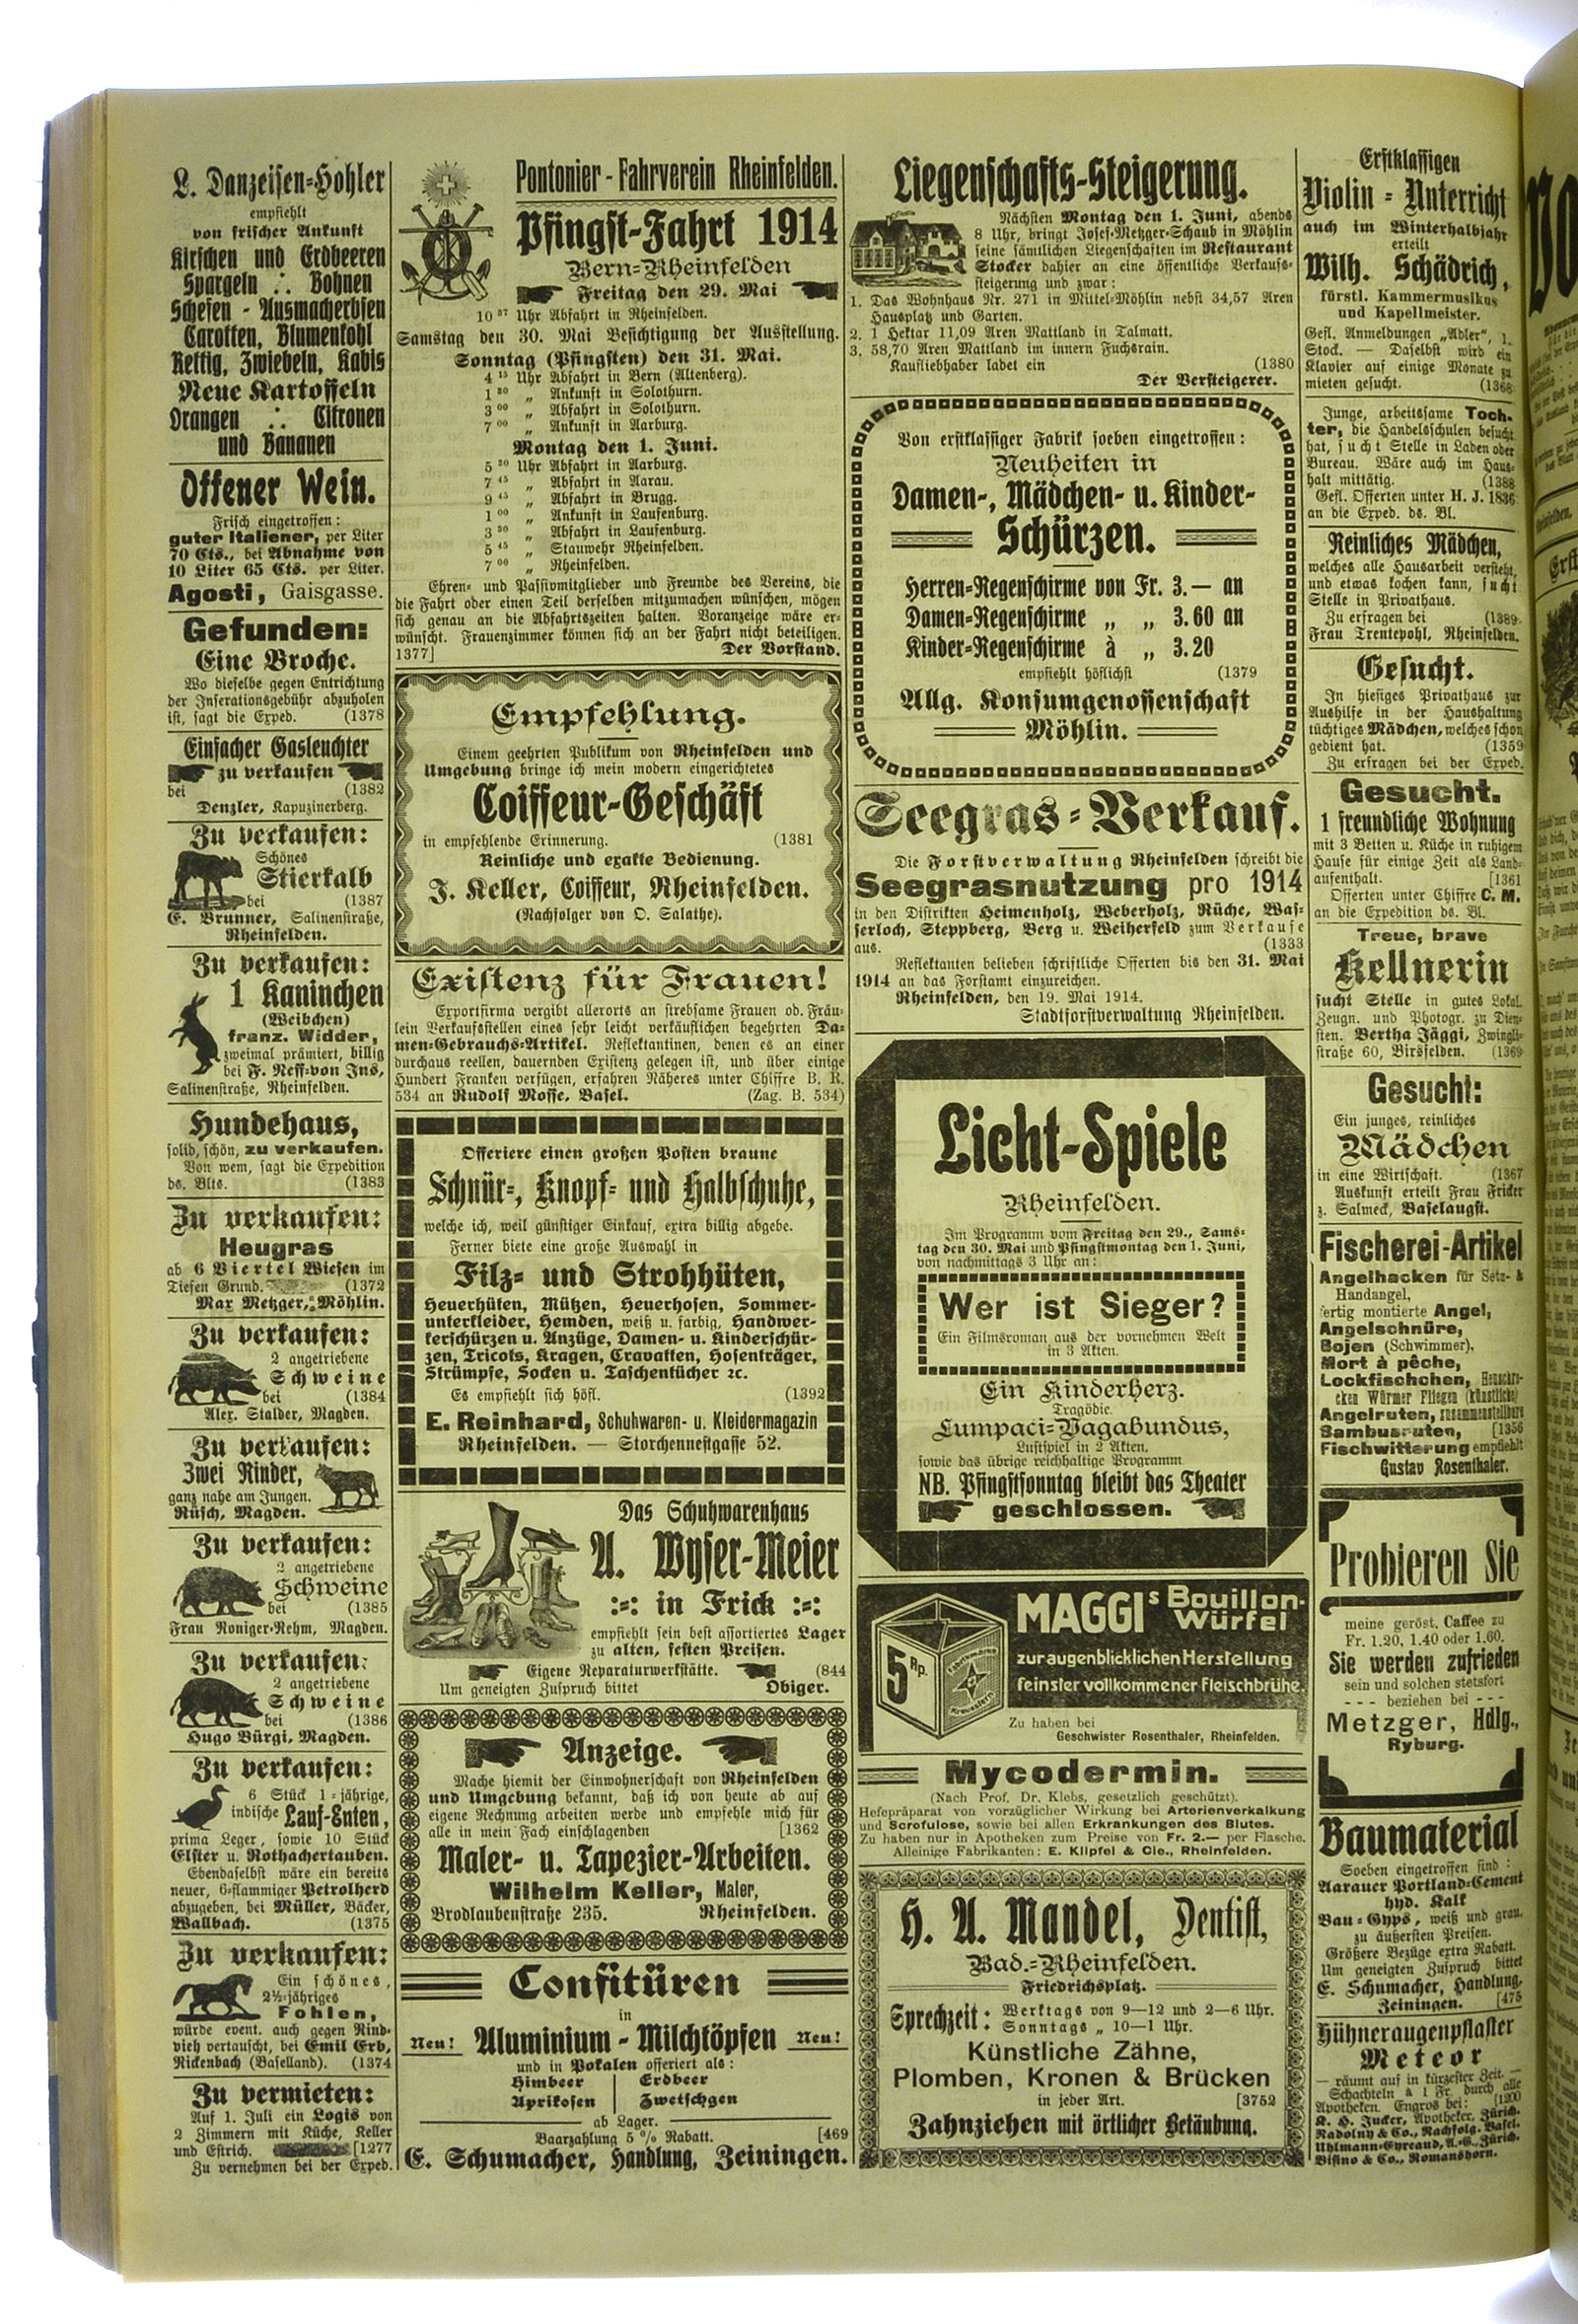 L. Danzeisen-Hohler
empfiehlt
von frischer Ankunft
Kirschen und Erdbeeren
Spargeln :: Bohnen
Schefen - Ausmacherbsen
Carotten, Blumenkohl
Rettig, Zwiebeln, Kabis
Neue Kartoffeln
Orangen :: Citronen
und Bananen
Offener Wein.
Frisch eingetroffen:
guter Italiener, per Liter
70 Cts., bei Abnahme von
10 Liter 65 Cts. per Liter.
Agosti, Gaisgasse.
Gefunden:
Eine Broche.
Wo dieselbe gegen Entrichtung
der Inserationsgebühr abzuholen
ist, sagt die Exped. (1378
Einfacher Gasleuchter
zu verkaufen
bei (1382
Denzler, Kapuzinerberg.
Zu verkaufen:
Schönes
Stierkalb
bei (1387
E. Brunner, Salinenstraße,
Rheinfelden.
Zu verkaufen:
1 Kaninchen
(Weibchen)
franz. Widder,
zweimal prämiert, billig
bei F. Neff-von Ins,
Salinenstraße, Rheinfelden.
Hundehaus,
solid, schön, zu verkaufen.
Von wem, sagt die Expedition
ds. Blts. (1383
Zu verkaufen:
Heugras
ab 6 Viertel Wiesen im
Tiefen Grund. (1372
Max Metzger, Möhlin.
Zu verkaufen:
2 angetriebene
Schweine
bei (1384
Alex. Stalder, Magden.
Zu verkaufen:
Zwei Rinder,
ganz nahe am Jungen.
Rüsch, Magden.
Zu verkaufen:
2 angetriebene
Schweine
bei (1385
Frau Roniger-Rehm, Magden.
Zu verkaufen:
2 angetriebene
Schweine
bei (1386
Hugo Bürgi, Magden.
Zu verkaufen:
6 Stück 1-jährige,
indische Lauf-Enten,
prima Leger, sowie 10 Stück
Elster u. Rothachertauben.
Ebendaselbst wäre ein bereits
neuer, 6-flammiger Petrolherd
abzugeben, bei Müller, Bäcker,
Wallbach. (1375
Zu verkaufen:
Ein schönes,
2½-jähriges
Fohlen,
würde event. auch gegen Rind-
vieh vertauscht, bei Emil Erb,
Rickenbach (Baselland). (1374
Zu vermieten:
Auf 1. Juli ein Logis von
2 Zimmern mit Küche, Keller
und Estrich. [1277
Zu vernehmen bei der Exped.
Pontonier-Fahrverein Rheinfelden.
Pfingst-Fahrt 1914
Bern=Rheinfelden
Freitag den 29. Mai
10 37 Uhr Abfahrt in Rheinfelden.
Samstag den 30. Mai Besichtigung der Ausstellung.
Sonntag (Pfingsten) den 31. Mai.
4 15 Uhr Abfahrt in Bern (Altenberg).
1 30 „ Ankunft in Solothurn.
3 00 „ Abfahrt in Solothurn.
7 00 „ Ankunft in Aarburg.
Montag den 1. Juni.
5 30 Uhr Abfahrt in Aarburg.
7 45 „ Abfahrt in Aarau.
9 45 „ Abfahrt in Brugg.
1 00 „ Ankunft in Laufenburg.
3 30 „ Abfahrt in Laufenburg.
5 45 „ Stauwehr Rheinfelden.
7 00 „ Rheinfelden.
Ehren- und Passivmitglieder und Freunde des Vereins, die
die Fahrt oder einen Teil derselben mitzumachen wünschen, mögen
sich genau an die Abfahrtszeiten halten. Voranzeige wäre er-
wünscht. Frauenzimmer können sich an der Fahrt nicht beteiligen.
1377] Der Vorstand.
Empfehlung.
Einem geehrten Publikum von Rheinfelden und
Umgebung bringe ich mein modern eingerichtetes
Coiffeur-Geschäft
in empfehlende Erinnerung. (1381
Reinliche und exakte Bedienung.
J. Keller, Coiffeur, Rheinfelden.
(Nachfolger von O. Salathe).
Existenz für Frauen!
Exportfirma vergibt allerorts an strebsame Frauen od. Fräu-
lein Verkaufsstellen eines sehr leicht verkäuflichen begehrten Da-
men-Gebrauchs-Artikel. Reflektantinen, denen es an einer
durchaus reellen, dauernden Existenz gelegen ist, und über einige
Hundert Franken verfügen, erfahren Näheres unter Chiffre B. R.
534 an Rudolf Mosse, Basel. (Zag. B. 534)
Offeriere einen großen Posten braune
Schnür-, Knopf- und Halbschuhe,
welche ich, weil günstiger Einkauf, extra billig abgebe.
Ferner biete eine große Auswahl in
Filz- und Strohhüten,
Heuerhüten, Mützen, Heuerhosen, Sommer-
unterkleider, Hemden, weiß u. farbig, Handwer-
kerschürzen u. Anzüge, Damen- u. Kinderschür-
zen, Tricots, Kragen, Cravatten, Hosenträger,
Strümpfe, Socken u. Taschentücher ꝛc.
Es empfiehlt sich höfl. (1392
E. Reinhard, Schuhwaren- u. Kleidermagazin
Rheinfelden. — Storchennestgasse 52.
Das Schuhwarenhaus
A. Wyser-Meier
:-: in Frick :-:
empfiehlt sein best assortiertes Lager
zu alten, festen Preisen.
Eigene Reparaturwerkstätte. (844
Um geneigten Zuspruch bittet Obiger.
Anzeige.
Mache hiemit der Einwohnerschaft von Rheinfelden
und Umgebung bekannt, daß ich von heute ab auf
eigene Rechnung arbeiten werde und empfehle mich für
alle in mein Fach einschlagenden [1362
Maler- u. Tapezier-Arbeiten.
Wilhelm Keller, Maler,
Brodlaubenstraße 235. Rheinfelden.
Confitüren
in
Neu! Aluminium-Milchtöpfen Neu!
und in Pokalen offeriert als:
Himbeer Erdbeer
Aprikosen Zwetschgen
ab Lager.
Baarzahlung 5 % Rabatt. [469
E. Schumacher, Handlung, Zeiningen.
Liegenschafts-Steigerung.
Nächsten Montag den 1. Juni, abends
8 Uhr, bringt Josef-Metzger-Schaub in Möhlin
seine sämtlichen Liegenschaften im Restaurant
Stocker dahier an eine öffentliche Verkaufs-
steigerung und zwar:
1. Das Wohnhaus Nr. 271 in Mittel-Möhlin nebst 34,57 Aren
Hausplatz und Garten.
2. 1 Hektar 11,09 Aren Mattland in Talmatt.
3. 58,70 Aren Mattland im innern Fuchsrain.
Kaufliebhaber ladet ein (1380
Der Versteigerer.
Von erstklassiger Fabrik soeben eingetroffen:
Neuheiten in
Damen-, Mädchen- u. Kinder-
Schürzen.
Herren-Regenschirme von Fr. 3.— an
Damen-Regenschirme „ „ 3.60 an
Kinder-Regenschirme à „ 3.20
empfiehlt höflichst (1379
Allg. Konsumgenossenschaft
Möhlin.
Seegras-Verkauf.
Die Forstverwaltung Rheinfelden schreibt die
Seegrasnutzung pro 1914
in den Distrikten Heimenholz, Weberholz, Rüche, Was-
serloch, Steppberg, Berg u. Weiherfeld zum Verkaufe
aus. (1333
Reflektanten belieben schriftliche Offerten bis den 31. Mai
1914 an das Forstamt einzureichen.
Rheinfelden, den 19. Mai 1914.
Stadtforstverwaltung Rheinfelden.
Licht-Spiele
Rheinfelden.
Im Programm vom Freitag den 29., Sams-
tag den 30. Mai und Pfingstmontag den 1. Juni,
von nachmittags 3 Uhr an:
Wer ist Sieger?
Ein Filmsroman aus der vornehmen Welt
in 3 Akten.
Ein Kinderherz.
Tragödie.
Lumpaci-Vagabundus,
Lustspiel in 2 Akten,
sowie das übrige reichhaltige Programm
NB. Pfingstsonntag bleibt das Theater
geschlossen.
MAGGIs Bouillon-
Würfel
5 Rp.
zur augenblicklichen Herstellung
feinster vollkommener Fleischbrühe.
Zu haben bei
Geschwister Rosenthaler, Rheinfelden.
Mycodermin.
(Nach Prof. Dr. Klebs, gesetzlich geschützt).
Hefepräparat von vorzüglicher Wirkung bei Arterienverkalkung
und Scrofulose, sowie bei allen Erkrankungen des Blutes.
Zu haben nur in Apotheken zum Preise von Fr. 2.— per Flasche.
Alleinige Fabrikanten: E. Klipfel & Cie., Rheinfelden.
H. A. Mandel, Dentist,
Bad.-Rheinfelden.
Friedrichsplatz.
Sprechzeit: Werktags von 9—12 und 2—6 Uhr.
Sonntags „ 10—1 Uhr.
Künstliche Zähne,
Plomben, Kronen & Brücken
in jeder Art. [3752
Zahnziehen mit örtlicher Betäubung.
Erstklassigen
Violin-Unterricht
auch im Winterhalbjahr
erteilt
Wilh. Schädrich,
fürstl. Kammermusikus
und Kapellmeister.
Gefl. Anmeldungen „Adler“, 1.
Stock. — Daselbst wird ein
Klavier auf einige Monate zu
mieten gesucht. (1368
Junge, arbeitsame Toch-
ter, die Handelsschulen besucht
hat, sucht Stelle in Laden oder
Bureau. Wäre auch im Haus-
halt mittätig. (1388
Gefl. Offerten unter H. J. 1836
an die Exped. ds. Bl.
Reinliches Mädchen,
welches alle Hausarbeit versteht,
und etwas kochen kann, sucht
Stelle in Privathaus.
Zu erfragen bei (1389
Frau Trentepohl, Rheinfelden.
Gesucht.
In hiesiges Privathaus zur
Aushilfe in der Haushaltung
tüchtiges Mädchen, welches schon
gedient hat. (1359
Zu erfragen bei der Exped.
Gesucht.
1 freundliche Wohnung
mit 3 Betten u. Küche in ruhigem
Hause für einige Zeit als Land-
aufenthalt. [1361
Offerten unter Chiffre C. M.
an die Expedition ds. Bl.
Treue, brave
Kellnerin
sucht Stelle in gutes Lokal.
Zeugn. und Photogr. zu Dien-
sten. Bertha Jäggi, Zwingli-
straße 60, Birsfelden. (1369
Gesucht:
Ein junges, reinliches
Mädchen
in eine Wirtschaft. (1367
Auskunft erteilt Frau Fricker
z. Salmeck, Baselaugst.
Fischerei-Artikel
Angelhacken für Setz- &
Handangel,
fertig montierte Angel,
Angelschnüre,
Bojen (Schwimmer),
Mort à pêche,
Lockfischchen, Heuschre-
cken Würmer Fliegen (künstliche)
Angelruten, zusammenstellbare
Bambusruten, [1356
Fischwitterung empfiehlt
Gustav Rosenthaler.
Probieren Sie
meine geröst. Caffee zu
Fr. 1.20, 1.40 oder 1.60.
Sie werden zufrieden
sein und solchen stetsfort
--- beziehen bei ---
Metzger, Hdlg.,
Ryburg.
Baumaterial
Soeben eingetroffen sind:
Aarauer Portland-Cement
hyd. Kalk
Bau-Gyps, weiß und grau.
zu äußersten Preisen.
Größere Bezüge extra Rabatt.
Um geneigten Zuspruch bittet
E. Schumacher, Handlung,
Zeiningen. [475
Hühneraugenpflaster
Meteor
— räumt auf in kürzester Zeit. —
Schachteln à 1 Fr. durch alle
Apotheken. Engros bei: [1200
K. H. Jucker, Apotheker, Zürich.
Radolny & Co., Nachfolg. Basel.
Uhlmann-Eyreaud, A.-G. Zürich.
Bisino & Co., Romanshorn.